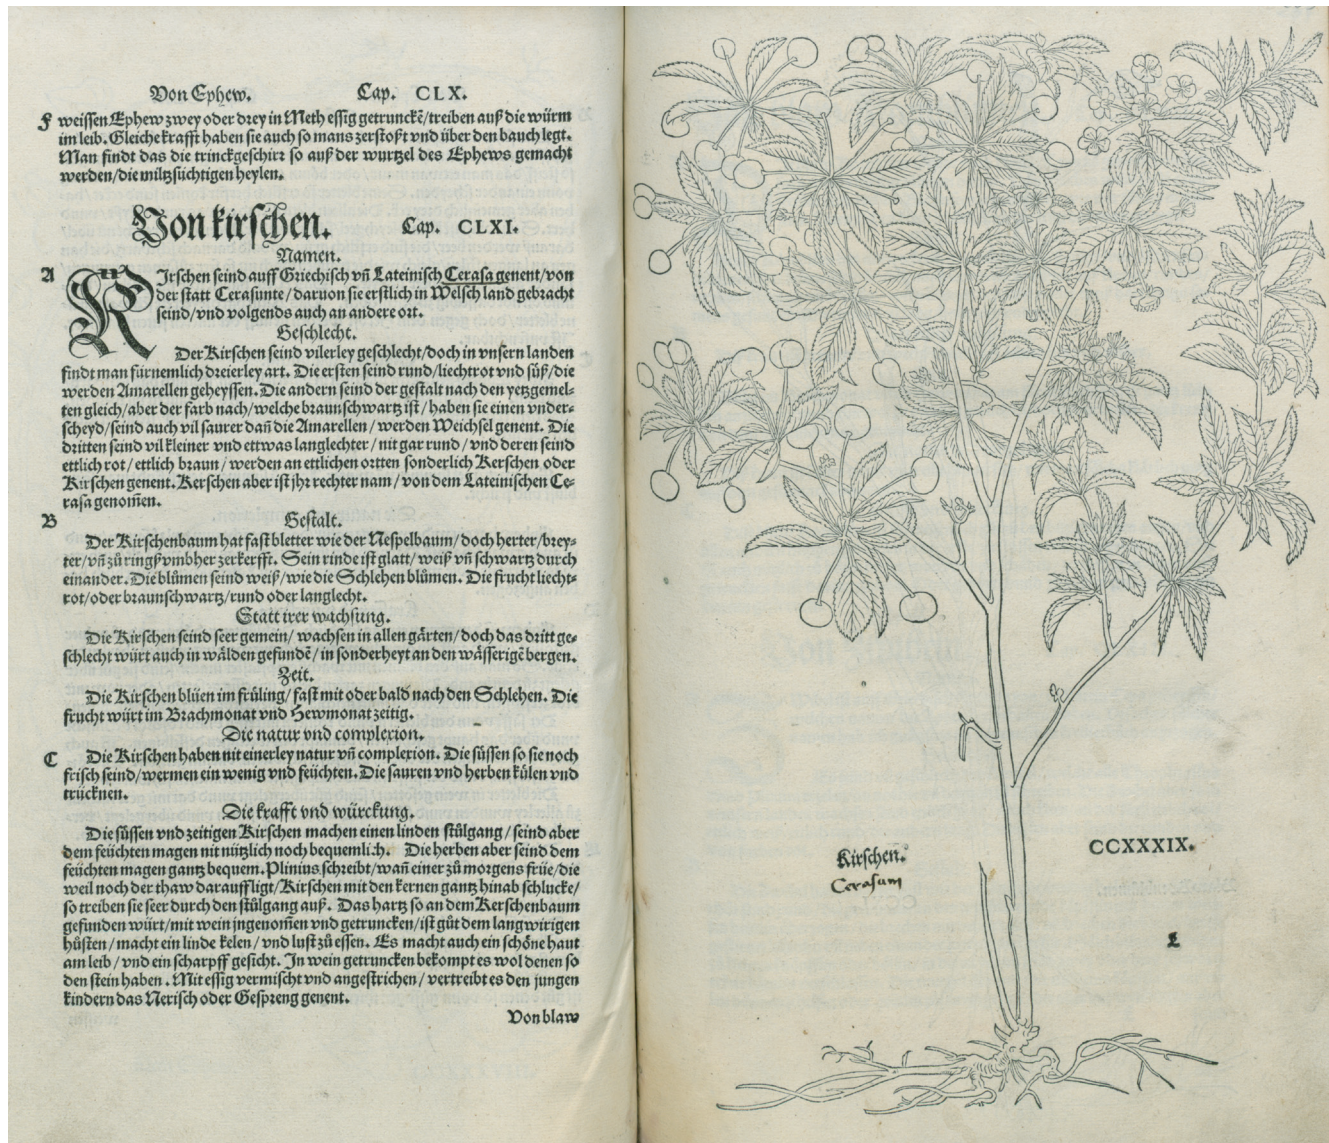 Von Ephew. Cap. CLX.
F weissen Ephew zwey oder drey in Meth essig getrunckē/treiben auß die würm
im leib. Gleiche krafft haben sie auch so mans zerstoßt vnd über den bauch legt.
Man findt das die trinckgeschirr so auß der wurtzel des Ephews gemacht
werden/die miltzsüchtigen heylen.
Von kirschen. Cap. CLXI.
Namen.
A KIrschen seind auff Griechisch vñ Lateinisch Cerasa genent/von
der statt Cerasunte/daruon sie erstlich in Welsch land gebracht
seind/vnd volgends auch an andere ort.
Geschlecht.
Der Kirschen seind vilerley geschlecht/doch in vnsern landen
findt man fürnemlich dreierley art. Die ersten seind rund/liechtrot vnd süß/die
werden Amarellen geheyssen. Die andern seind der gestalt nach den yetzgemel-
ten gleich/aber der farb nach/welche braunschwartz ist/haben sie einen vnder-
scheyd/seind auch vil saurer dañ die Amarellen/werden Weichsel genent. Die
dritten seind vil kleiner vnd ettwas langlechter/nit gar rund/vnd deren seind
ettlich rot/ettlich braun/werden an ettlichen ortten sonderlich Kerschen oder
Kirschen genent. Kerschen aber ist jhr rechter nam/von dem Lateinischen Ce-
rasa genom̄en.
B Gestalt.
Der Kirschenbaum hat fast bletter wie der Nespelbaum/doch herter/brey-
ter/vñ zů ringßvmbher zerkerfft. Sein rinde ist glatt/weiß vñ schwartz durch
einander. Die blůmen seind weiß/wie die Schlehen blůmen. Die frucht liecht-
rot/oder braunschwartz/rund oder langlecht.
Statt irer wachsung.
Die Kirschen seind seer gemein/wachsen in allen gärten/doch das dritt ge-
schlecht würt auch in wälden gefundē/in sonderheyt an den wässerigē bergen.
Zeit.
Die Kirschen blüen im früling/fast mit oder bald nach den Schlehen. Die
frucht würt im Brachmonat vnd Hewmonat zeitig.
Die natur vnd complexion.
C Die Kirschen haben nit einerley natur vñ complexion. Die süssen so sie noch
frisch seind/wermen ein wenig vnd feüchten. Die sauren vnd herben külen vnd
trücknen.
Die krafft vnd würckung.
Die süssen vnd zeitigen Kirschen machen einen linden stůlgang/seind aber
dem feüchten magen nit nützlich noch bequemlich. Die herben aber seind dem
feüchten magen gantz bequem. Plinius schreibt/wañ einer zů morgens früe/die
weil noch der thaw darauffligt/Kirschen mit den kernen gantz hinab schlucke/
so treiben sie seer durch den stůlgang auß. Das hartz so an dem Kerschenbaum
gefunden würt/mit wein jngenom̄en vnd getruncken/ist gůt dem langwirigen
hůsten/macht ein linde kelen/vnd lust zů essen. Es macht auch ein schöne haut
am leib/vnd ein scharpff gesicht. In wein getruncken bekompt es wol denen so
den stein haben. Mit essig vermischt vnd angestrichen/vertreibt es den jungen
kindern das Nerisch oder Gespreng genent.
Von blaw
Kirschen.
Cerasum
CCXXXIX.
L